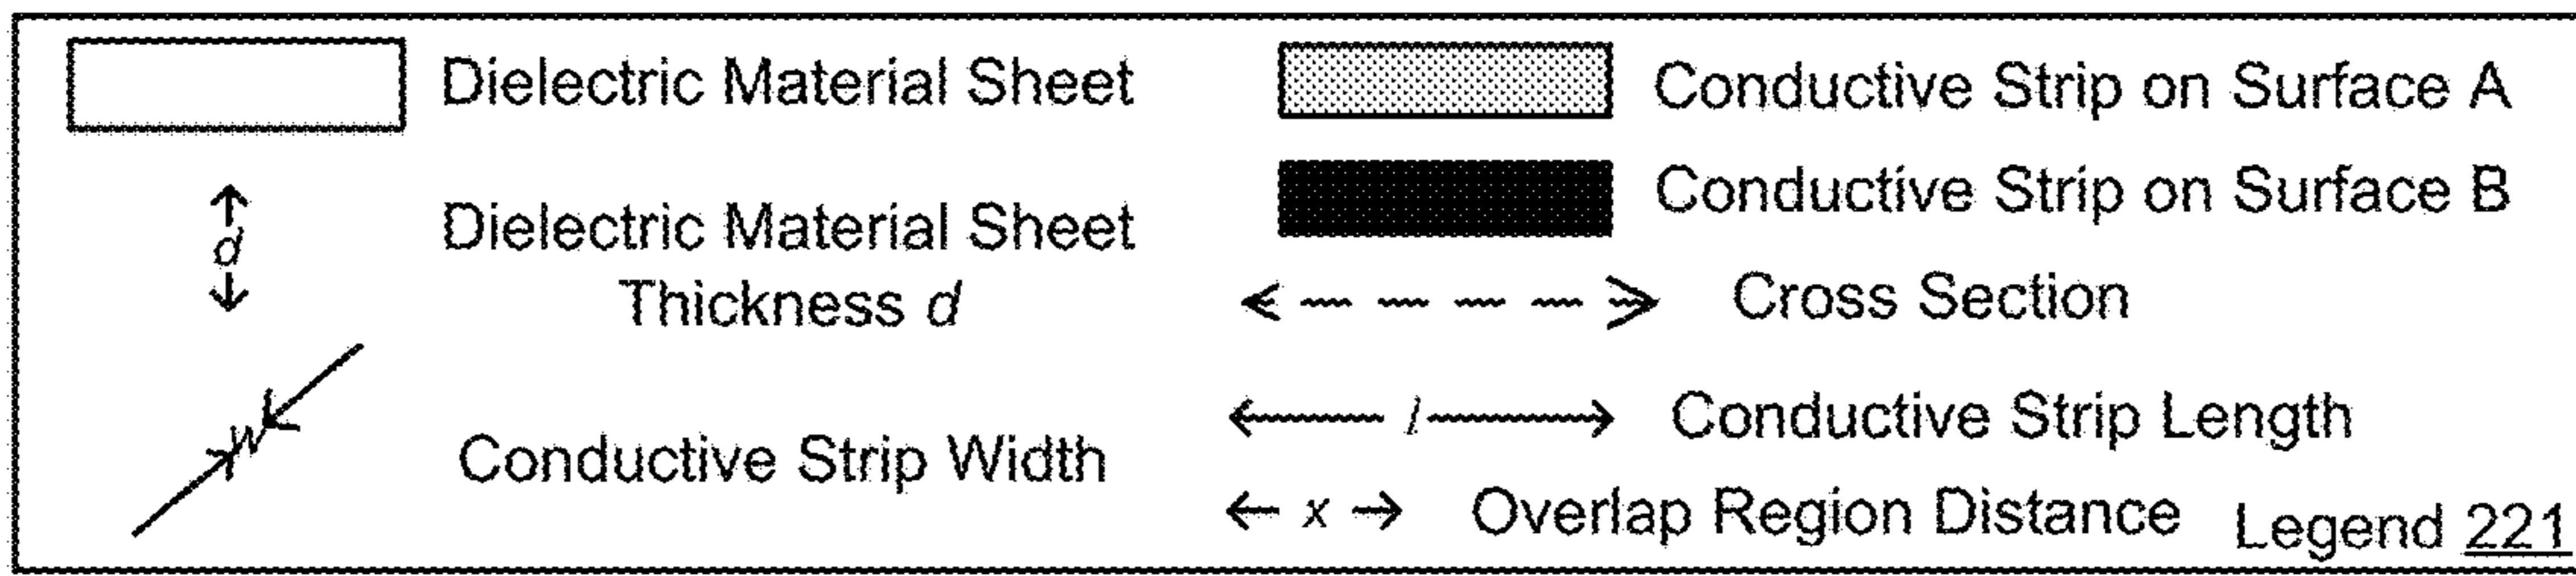 Dielectric Material Sheet
d
Dielectric Material Sheet
Thickness d
w
Conductive Strip Width
Conductive Strip on Surface A
Conductive Strip on Surface B
Cross Section
l
Conductive Strip Length
x
Overlap Region Distance
Legend 221